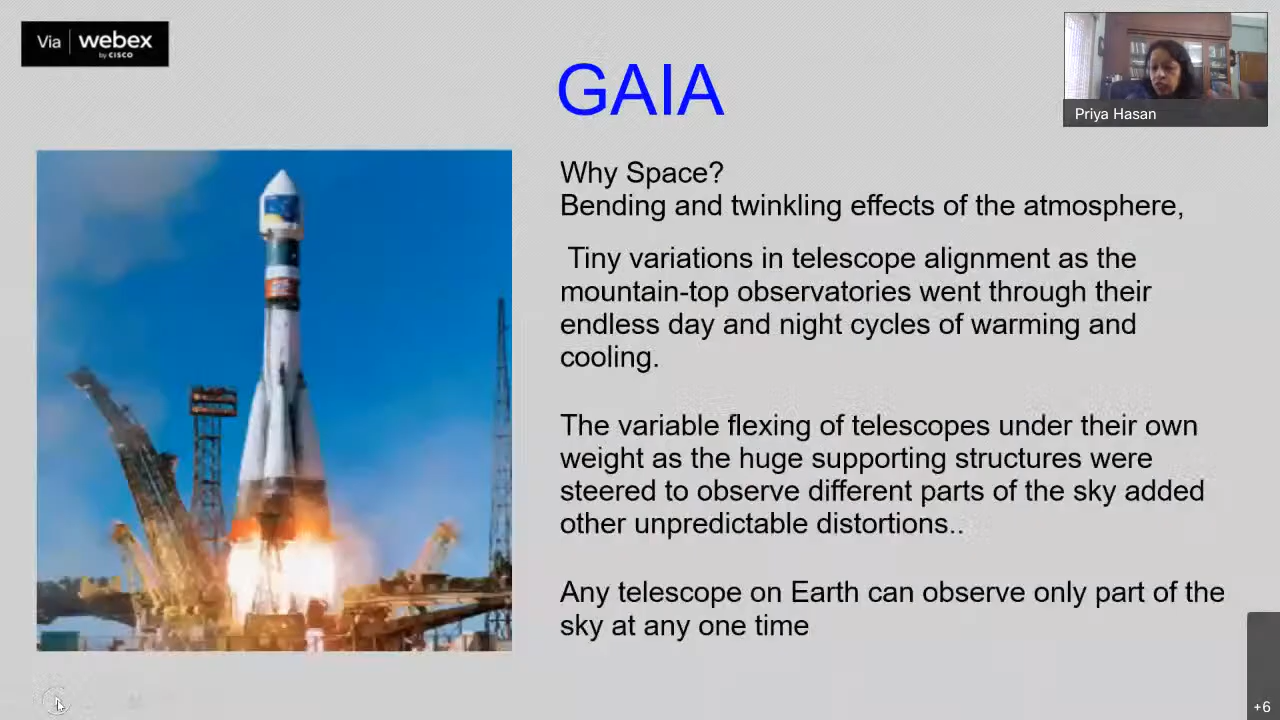 Via webex
by CISCO
GAIA
Priya Hasan
Why Space?
Bending and twinkling effects of the atmosphere,
Tiny variations in telescope alignment as the
mountain-top observatories went through their
endless day and night cycles of warming and
cooling.
The variable flexing of telescopes under their own
weight as the huge supporting structures were
steered to observe different parts of the sky added
other unpredictable distortions..
Any telescope on Earth can observe only part of the
sky at any one time
+6